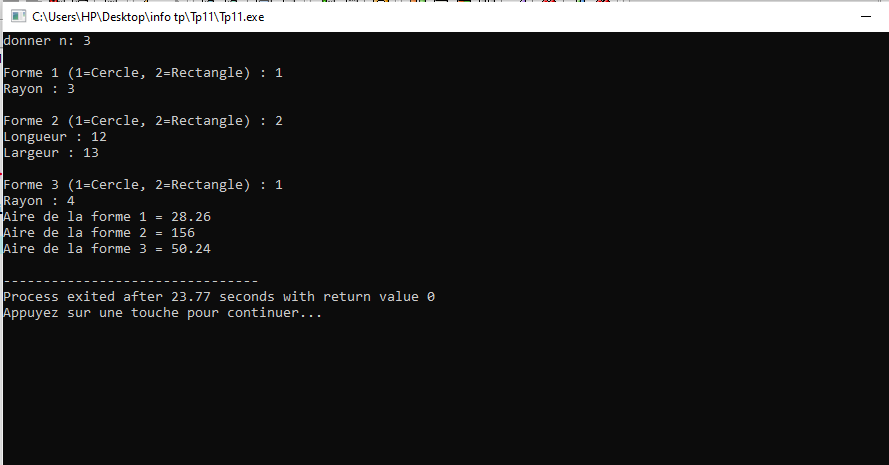 C:\Users\HP\Desktop\info tp\Tp11\Tp11.exe
donner n: 3
Forme 1 (1=Cercle, 2=Rectangle) : 1
Rayon : 3
Forme 2 (1=Cercle, 2=Rectangle) : 2
Longueur : 12
Largeur : 13
Forme 3 (1=Cercle, 2=Rectangle) : 1
Rayon : 4
Aire de la forme 1 = 28.26
Aire de la forme 2 = 156
Aire de la forme 3 = 50.24
--------------------------------
Process exited after 23.77 seconds with return value 0
Appuyez sur une touche pour continuer...